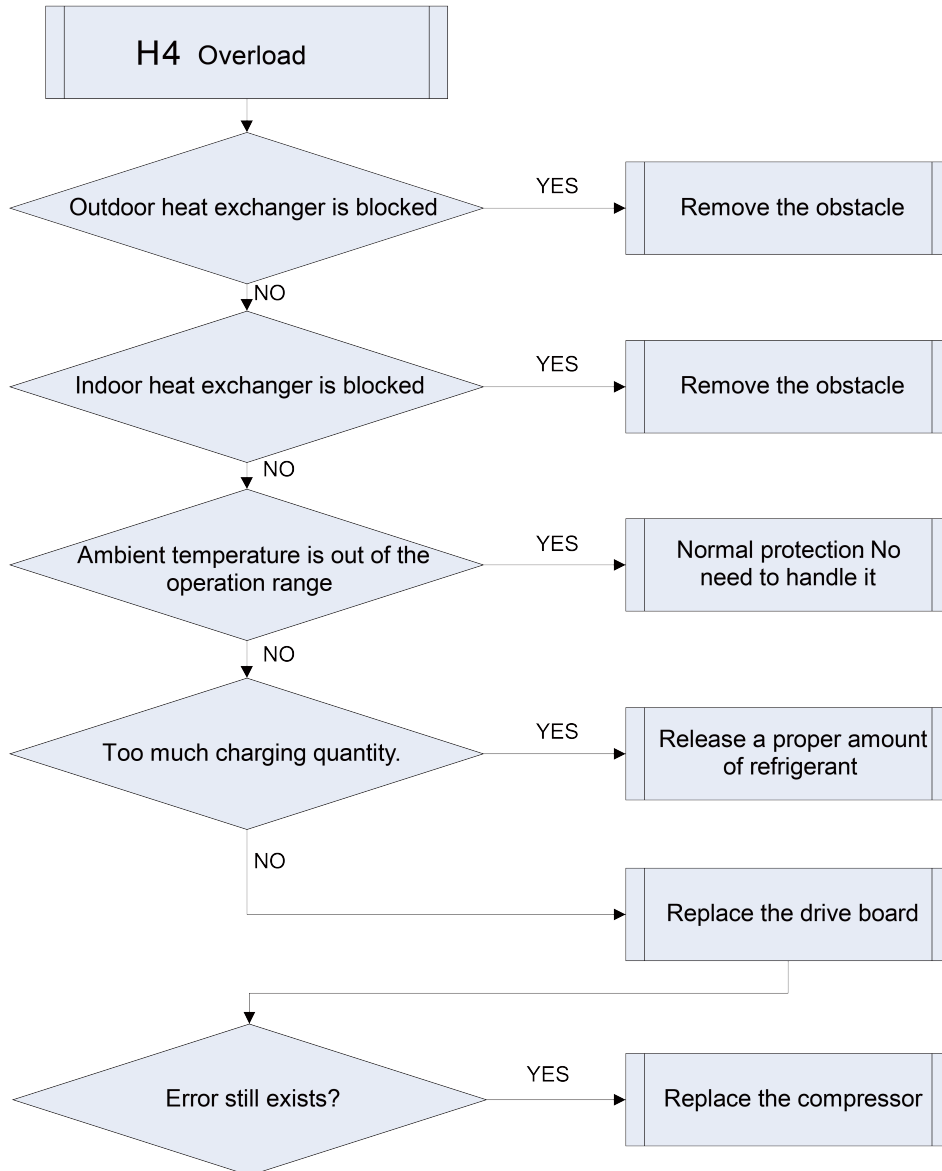 H4 Overload
Outdoor heat exchanger is blocked
YES
Remove the obstacle
NO
Indoor heat exchanger is blocked
YES
Remove the obstacle
NO
Ambient temperature is out of the
operation range
YES
Normal protection No
need to handle it
NO
Too much charging quantity.
YES
Release a proper amount
of refrigerant
NO
Replace the drive board
Error still exists?
YES
Replace the compressor